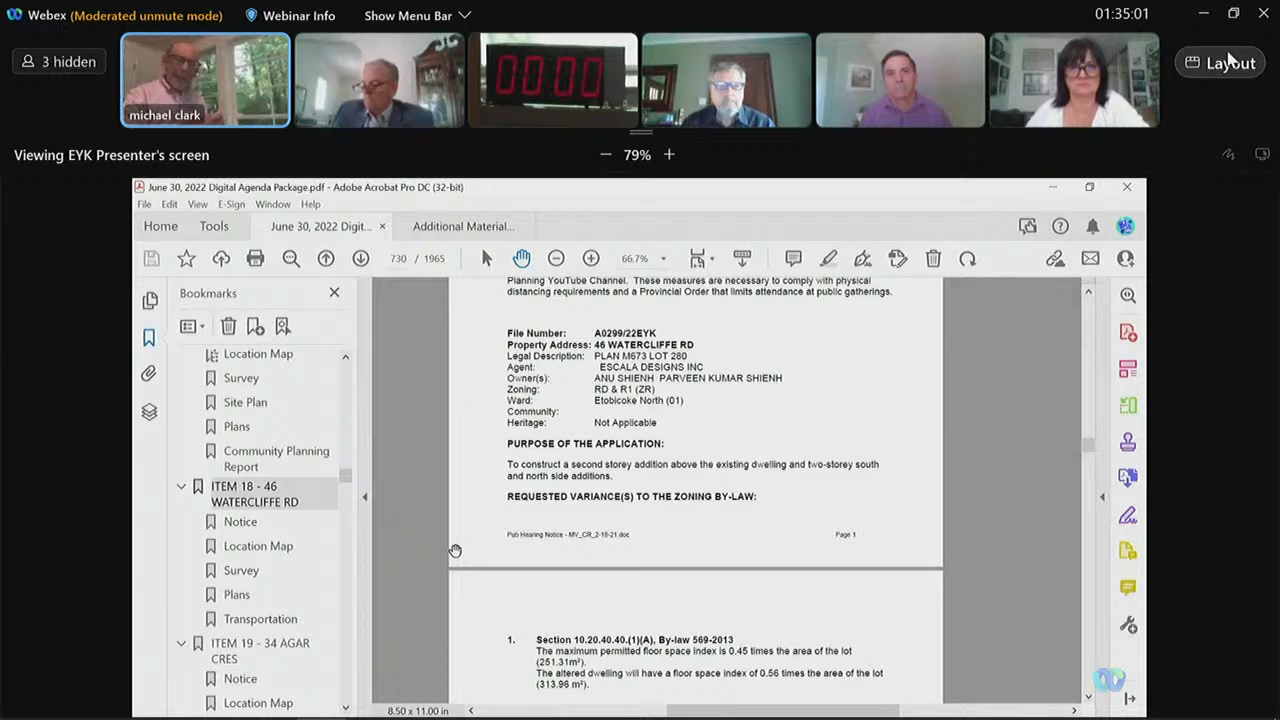 Webex (Moderated unmute mode) Webinar Info Show Menu Bar 01:35:01
3 hidden
michael clark
00:00
Layout
Viewing EYK Presenter's screen
79%
June 30, 2022 Digital Agenda Package.pdf - Adobe Acrobat Pro DC (32-bit)
File Edit View E-Sign Window Help
Home Tools June 30, 2022 Digit... × Additional Material...
730 / 1965 66.7%
Bookmarks
Location Map
Survey
Site Plan
Plans
Community Planning
Report
ITEM 18 - 46
WATERCLIFFE RD
Notice
Location Map
Survey
Plans
Transportation
ITEM 19 - 34 AGAR
CRES
Notice
Location Map
Planning YouTube Channel. These measures are necessary to comply with physical
distancing requirements and a Provincial Order that limits attendance at public gatherings.
File Number: A0299/22EYK
Property Address: 46 WATERCLIFFE RD
Legal Description: PLAN M673 LOT 280
Agent: ESCALA DESIGNS INC
Owner(s): ANU SHIENH PARVEEN KUMAR SHIENH
Zoning: RD & R1 (ZR)
Ward: Etobicoke North (01)
Community:
Heritage: Not Applicable
PURPOSE OF THE APPLICATION:
To construct a second storey addition above the existing dwelling and two-storey south
and north side additions.
REQUESTED VARIANCE(S) TO THE ZONING BY-LAW:
Pub Hearing Notice - MV_CR_2-18-21.doc Page 1
1. Section 10.20.40.40.(1)(A), By-law 569-2013
The maximum permitted floor space index is 0.45 times the area of the lot
(251.31m²).
The altered dwelling will have a floor space index of 0.56 times the area of the lot
(313.96 m²).
8.50 x 11.00 in